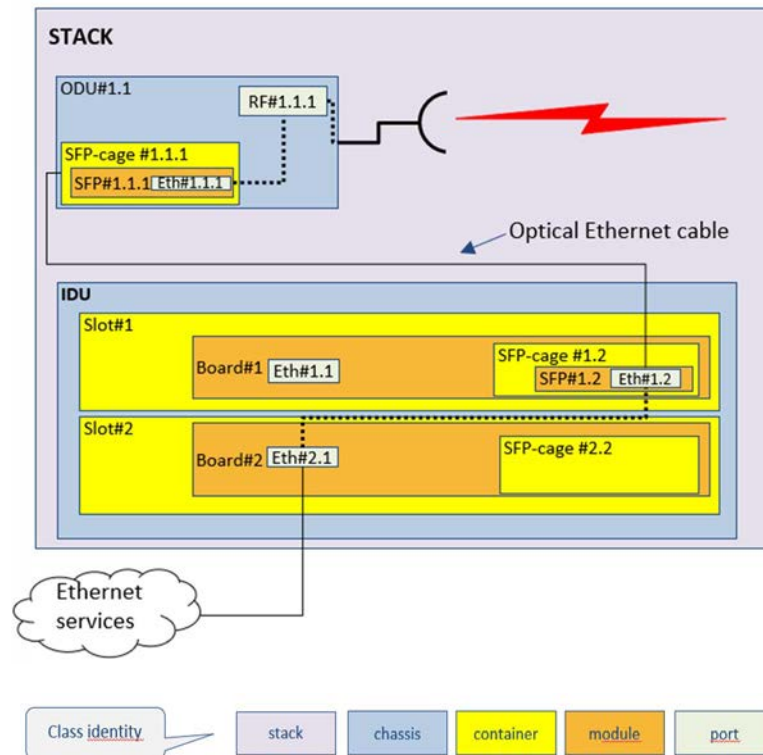 STACK
ODU#1.1
RF#1.1.1
SFP-cage #1.1.1
SFP#1.1.1 Eth#1.1.1
Optical Ethernet cable
IDU
Slot#1
SFP-cage #1.2
Board#1 Eth#1.1
SFP#1.2 Eth#1.2
Slot#2
SFP-cage #2.2
Board#2 Eth#2.1
Ethernet
services
Class identity
stack chassis container module port